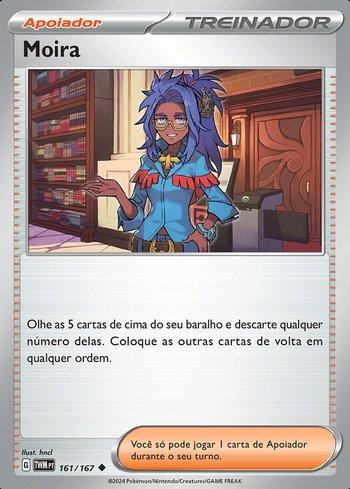 Apoiador
TREINADOR
Moira
Olhe as 5 cartas de cima do seu baralho e descarte qualquer
número delas. Coloque as outras cartas de volta em
qualquer ordem.
Ilust. hncl
G TWM PT 161/167 ◆
Você só pode jogar 1 carta de Apoiador
durante o seu turno.
©2024 Pokémon/Nintendo/Creatures/GAME FREAK